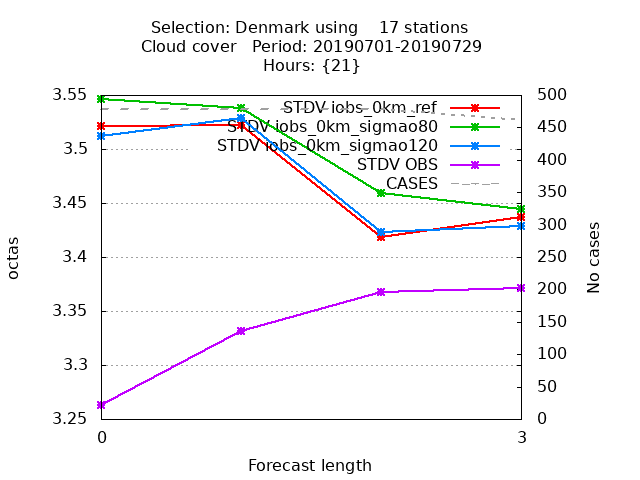 Selection: Denmark using    17 stations
Cloud cover   Period: 20190701-20190729
Hours: {21}
3.55
3.5
3.45
3.4
3.35
3.3
3.25
octas
STDV iobs_0km_ref
STDV iobs_0km_sigmao80
STDV iobs_0km_sigmao120
STDV OBS
CASES
500
450
400
350
300
250
200
150
100
50
0
No cases
0
3
Forecast length